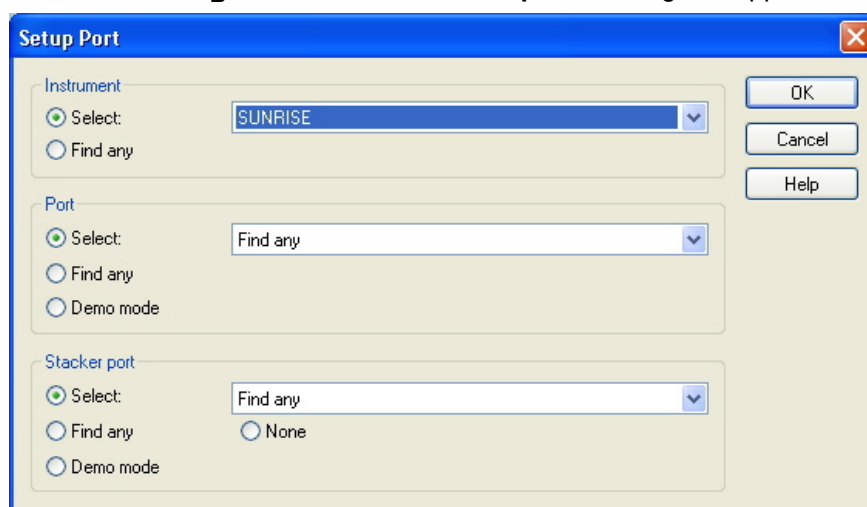 Setup Port
Instrument
Select: SUNRISE
Find any
OK
Cancel
Help
Port
Select: Find any
Find any
Demo mode
Stacker port
Select: Find any
Find any None
Demo mode